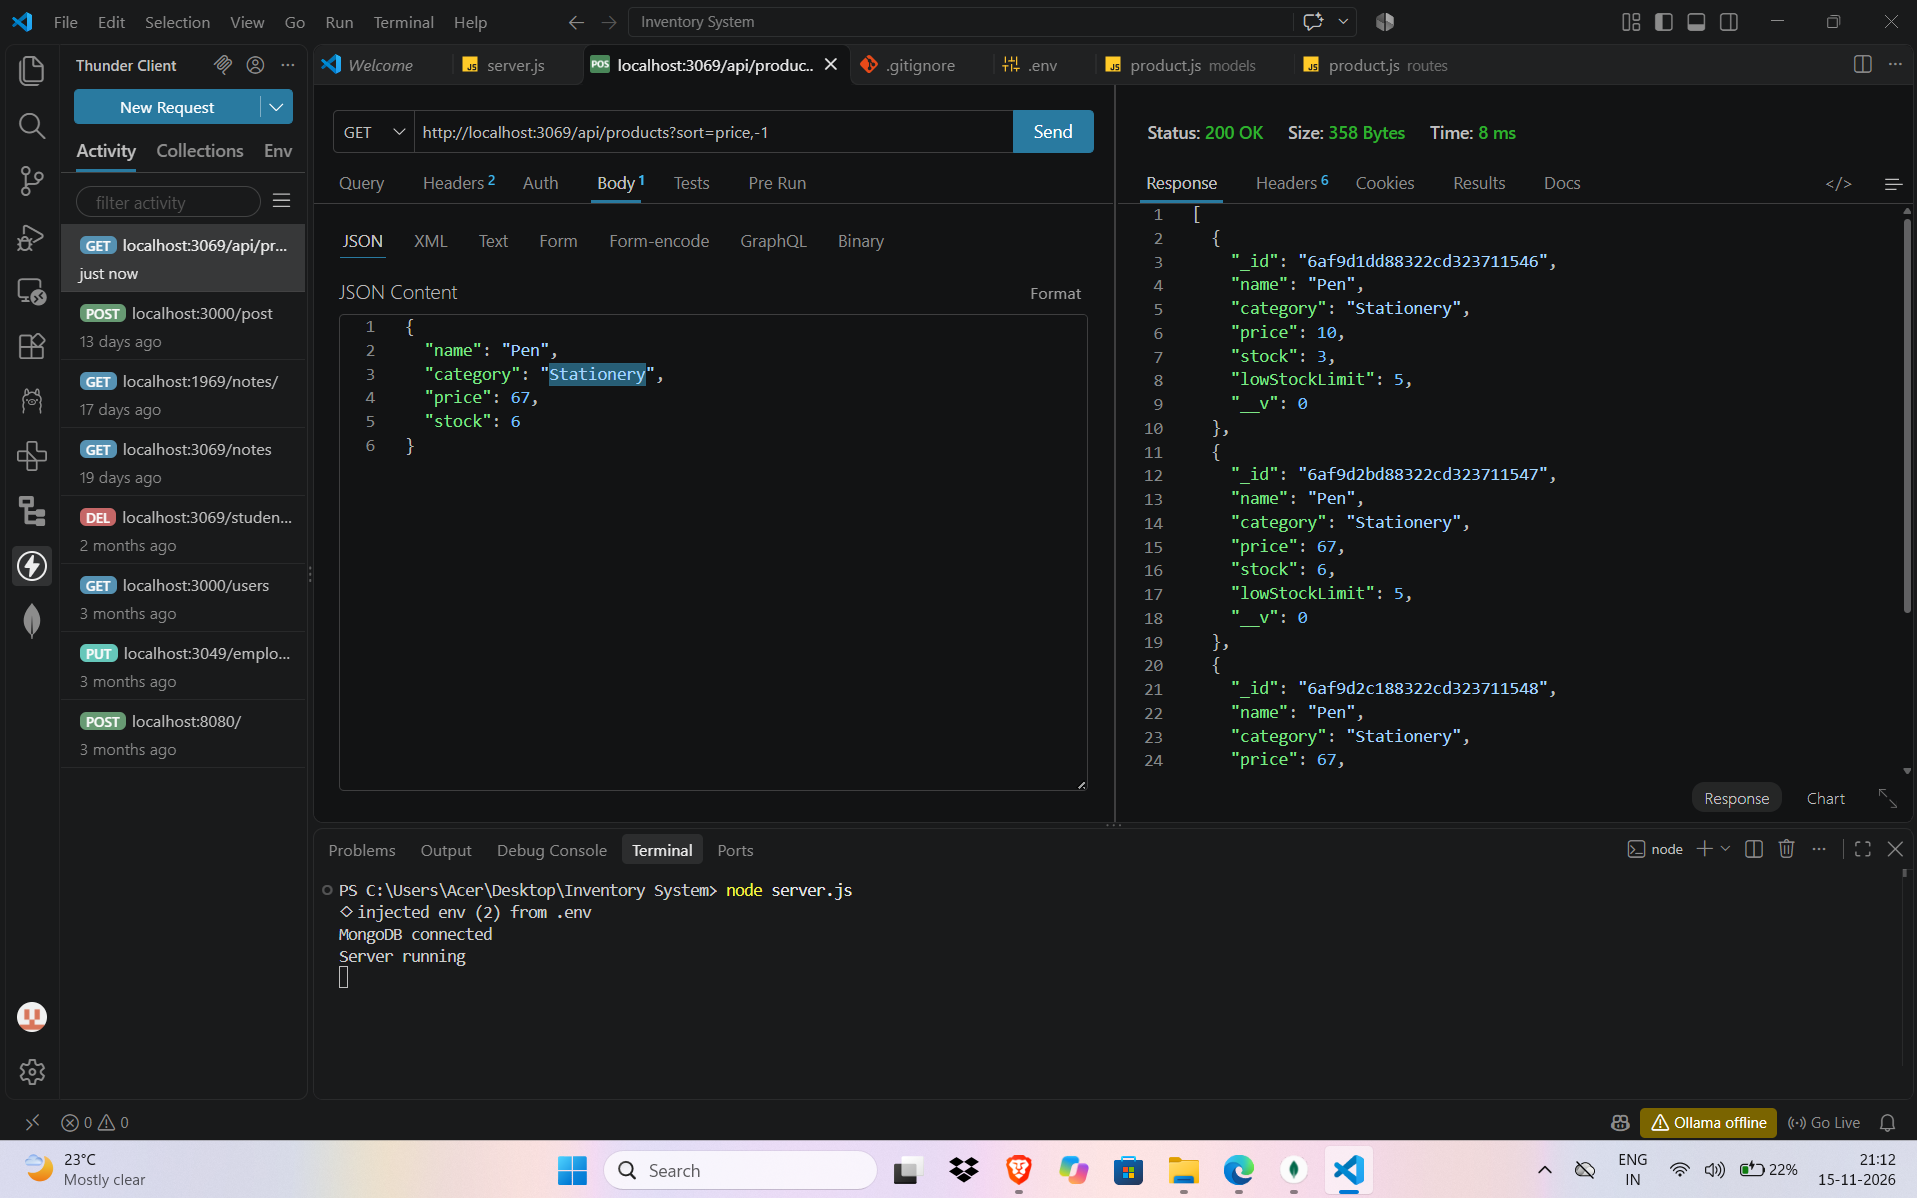 File Edit Selection View Go Run Terminal Help
Inventory System
Thunder Client
New Request
Activity Collections Env
filter activity
GET localhost:3069/api/pr...
just now
POST localhost:3000/post
13 days ago
GET localhost:1969/notes/
17 days ago
GET localhost:3069/notes
19 days ago
DEL localhost:3069/studen...
2 months ago
GET localhost:3000/users
3 months ago
PUT localhost:3049/emplo...
3 months ago
POST localhost:8080/
3 months ago
Welcome JS server.js POS localhost:3069/api/produc.. .gitignore .env JS product.js models JS product.js routes
GET http://localhost:3069/api/products?sort=price,-1 Send
Query Headers 2 Auth Body 1 Tests Pre Run
JSON XML Text Form Form-encode GraphQL Binary
JSON Content Format
1 {
2 "name": "Pen",
3 "category": "Stationery",
4 "price": 67,
5 "stock": 6
6 }
Status: 200 OK Size: 358 Bytes Time: 8 ms
Response Headers 6 Cookies Results Docs </>
1 [
2 {
3 "_id": "6af9d1dd88322cd323711546",
4 "name": "Pen",
5 "category": "Stationery",
6 "price": 10,
7 "stock": 3,
8 "lowStockLimit": 5,
9 "__v": 0
10 },
11 {
12 "_id": "6af9d2bd88322cd323711547",
13 "name": "Pen",
14 "category": "Stationery",
15 "price": 67,
16 "stock": 6,
17 "lowStockLimit": 5,
18 "__v": 0
19 },
20 {
21 "_id": "6af9d2c188322cd323711548",
22 "name": "Pen",
23 "category": "Stationery",
24 "price": 67,
Response Chart
Problems Output Debug Console Terminal Ports node
PS C:\Users\Acer\Desktop\Inventory System> node server.js
injected env (2) from .env
MongoDB connected
Server running
0 0 Ollama offline Go Live
23°C
Mostly clear
Search
ENG
IN
22%
21:12
15-11-2026